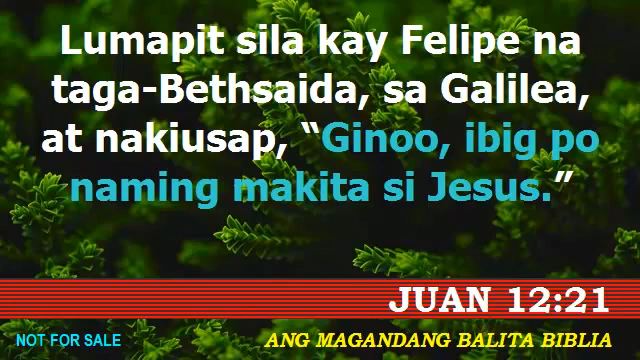 Lumapit sila kay Felipe na
taga-Bethsaida, sa Galilea,
at nakiusap, “Ginoo, ibig po
naming makita si Jesus.”
JUAN 12:21
NOT FOR SALE
ANG MAGANDANG BALITA BIBLIA